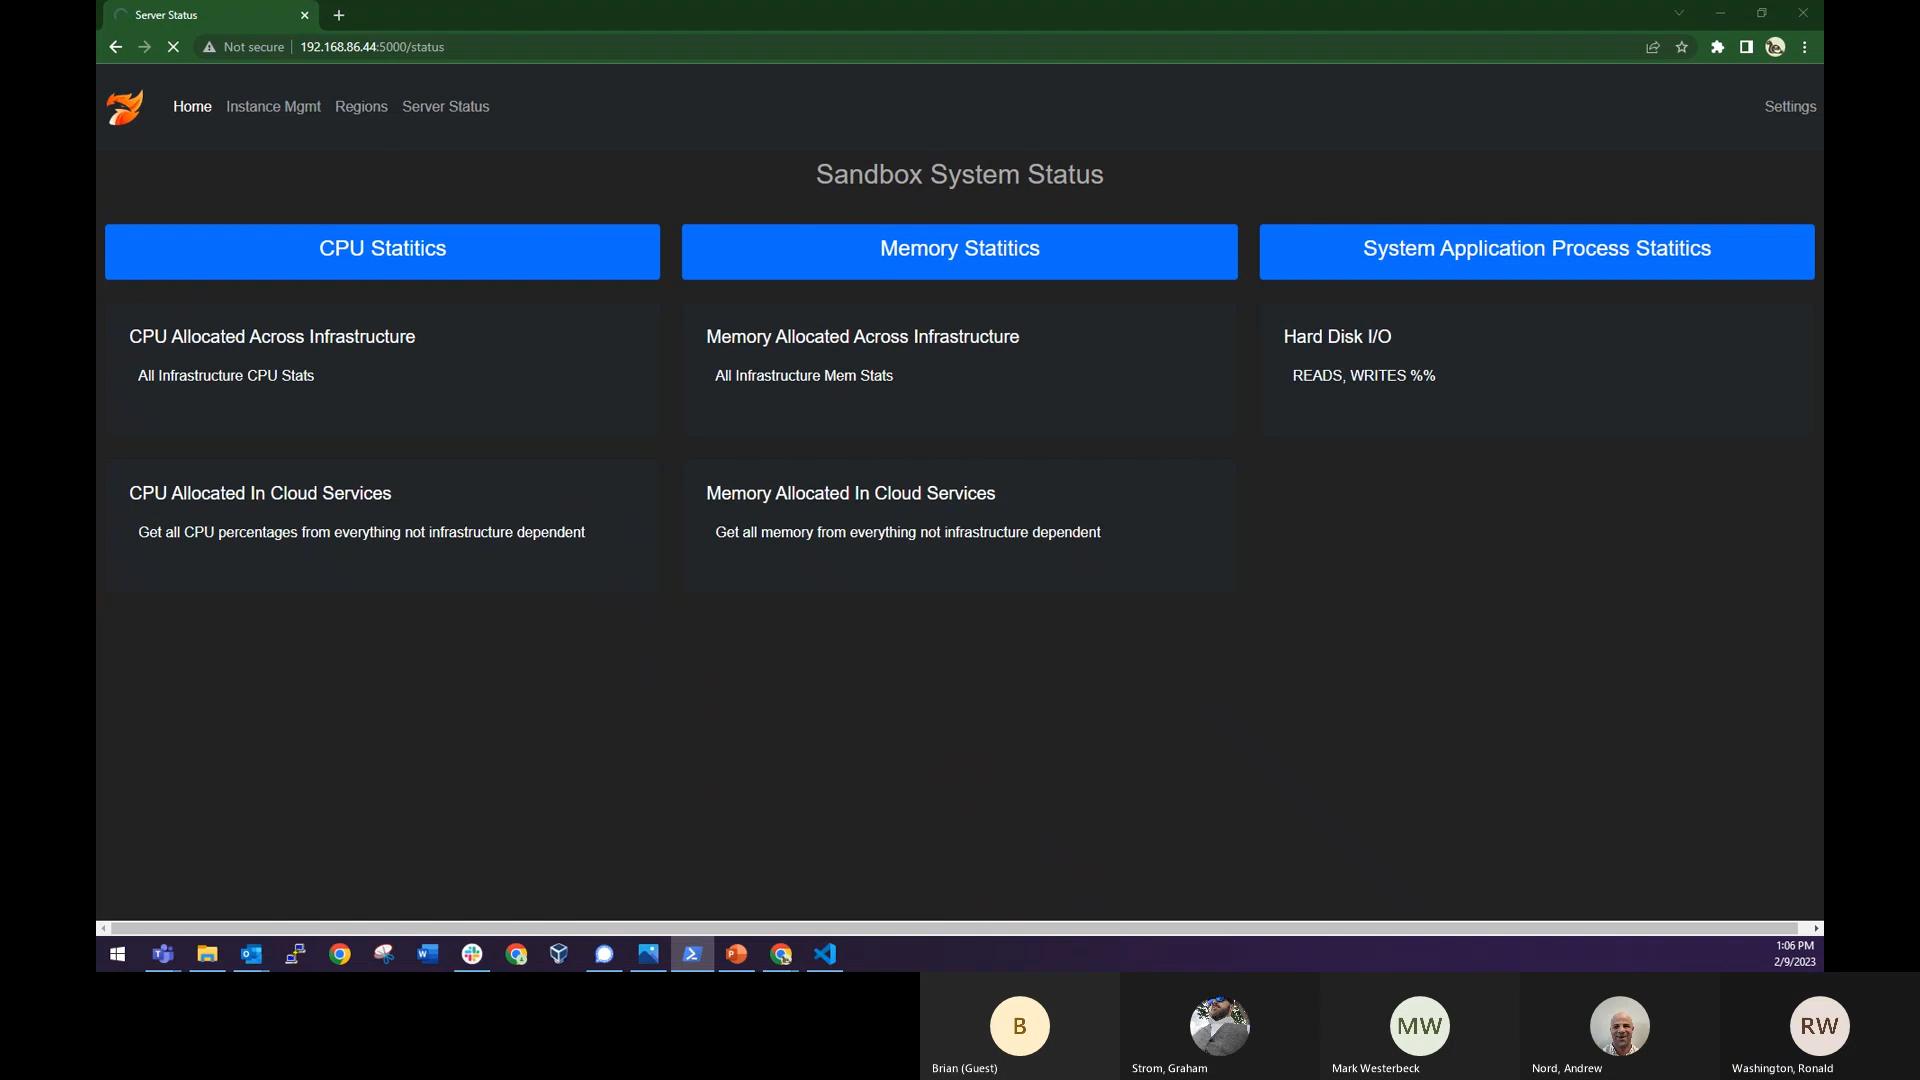 Server Status
Not secure
192.168.86.44:5000/status
Home Instance Mgmt Regions Server Status Settings
Sandbox System Status
CPU Statitics
Memory Statitics
System Application Process Statitics
CPU Allocated Across Infrastructure
All Infrastructure CPU Stats
Memory Allocated Across Infrastructure
All Infrastructure Mem Stats
Hard Disk I/O
READS, WRITES %%
CPU Allocated In Cloud Services
Get all CPU percentages from everything not infrastructure dependent
Memory Allocated In Cloud Services
Get all memory from everything not infrastructure dependent
1:06 PM
2/9/2023
B
MW
RW
Brian (Guest)
Strom, Graham
Mark Westerbeck
Nord, Andrew
Washington, Ronald